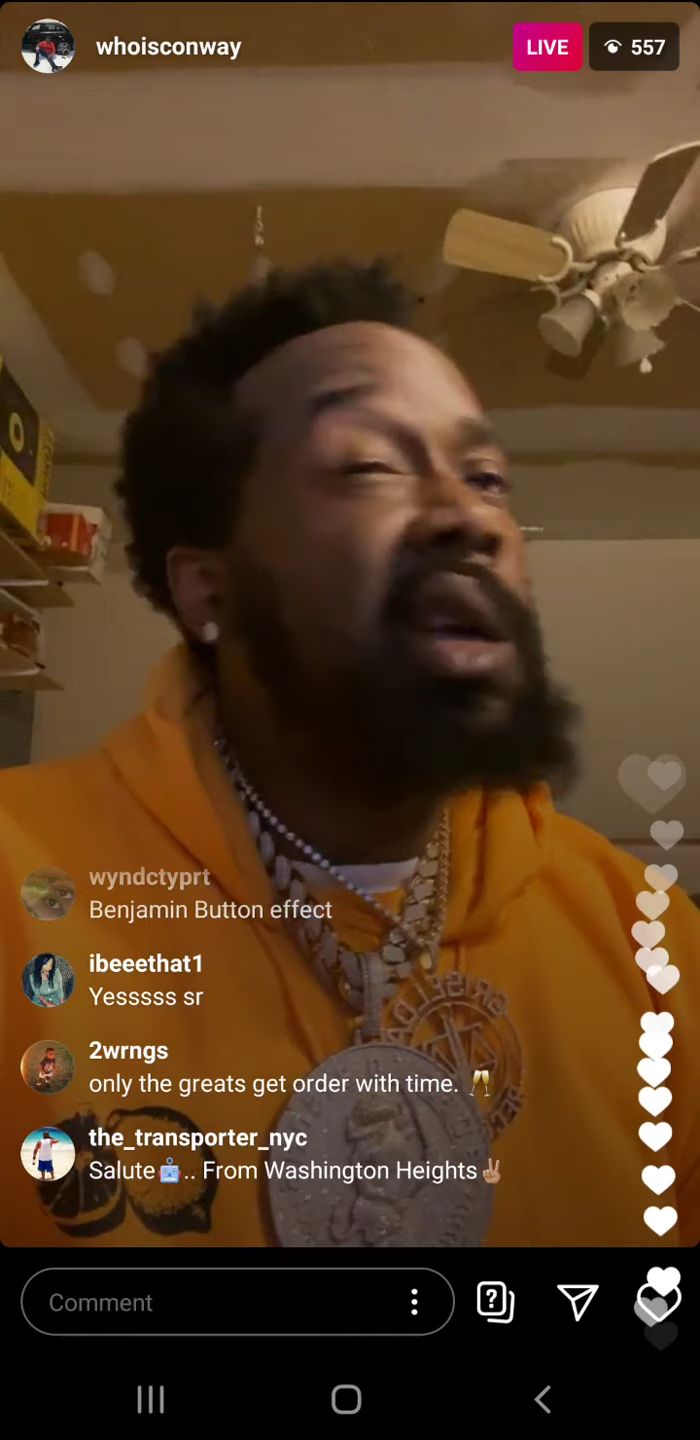 whoisconway
LIVE
557
GRISELDA
wyndctyprt
Benjamin Button effect
ibeeethat1
Yesssss sr
2wrngs
only the greats get order with time. 🥂
the_transporter_nyc
Salute🤖.. From Washington Heights✌🏽
Comment